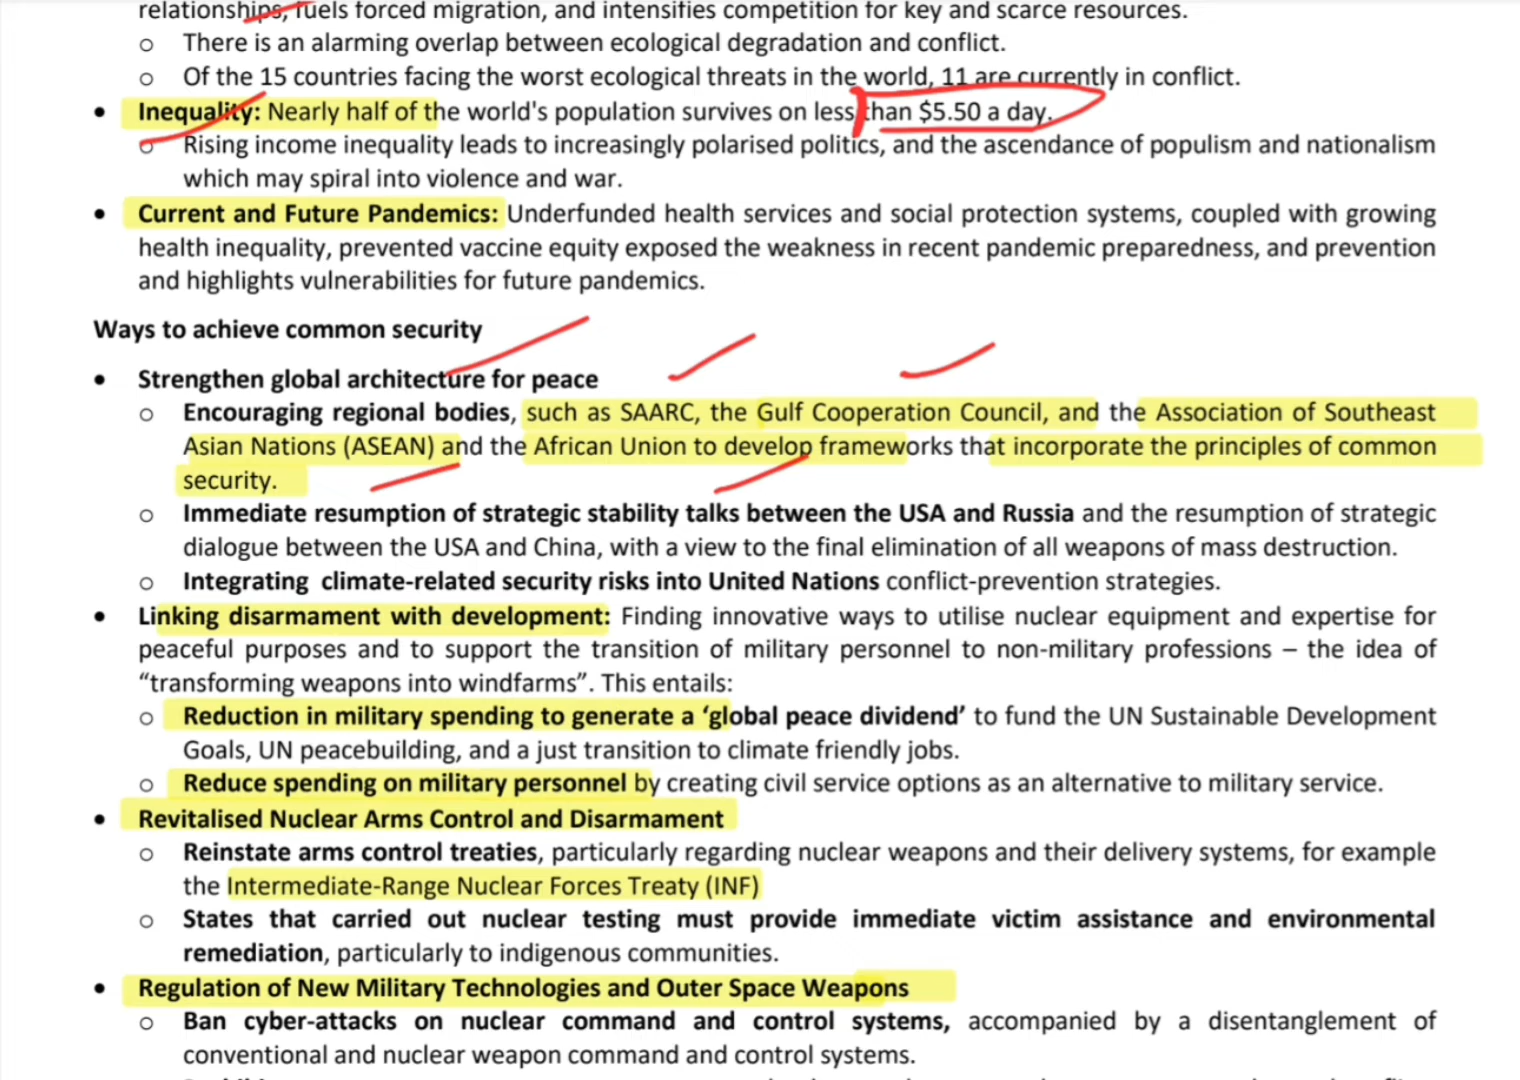 relationships, fuels forced migration, and intensifies competition for key and scarce resources.
o There is an alarming overlap between ecological degradation and conflict.
o Of the 15 countries facing the worst ecological threats in the world, 11 are currently in conflict.
• Inequality: Nearly half of the world's population survives on less than $5.50 a day.
o Rising income inequality leads to increasingly polarised politics, and the ascendance of populism and nationalism
which may spiral into violence and war.
• Current and Future Pandemics: Underfunded health services and social protection systems, coupled with growing
health inequality, prevented vaccine equity exposed the weakness in recent pandemic preparedness, and prevention
and highlights vulnerabilities for future pandemics.
Ways to achieve common security
• Strengthen global architecture for peace
o Encouraging regional bodies, such as SAARC, the Gulf Cooperation Council, and the Association of Southeast
Asian Nations (ASEAN) and the African Union to develop frameworks that incorporate the principles of common
security.
o Immediate resumption of strategic stability talks between the USA and Russia and the resumption of strategic
dialogue between the USA and China, with a view to the final elimination of all weapons of mass destruction.
o Integrating climate-related security risks into United Nations conflict-prevention strategies.
• Linking disarmament with development: Finding innovative ways to utilise nuclear equipment and expertise for
peaceful purposes and to support the transition of military personnel to non-military professions – the idea of
“transforming weapons into windfarms”. This entails:
o Reduction in military spending to generate a ‘global peace dividend’ to fund the UN Sustainable Development
Goals, UN peacebuilding, and a just transition to climate friendly jobs.
o Reduce spending on military personnel by creating civil service options as an alternative to military service.
• Revitalised Nuclear Arms Control and Disarmament
o Reinstate arms control treaties, particularly regarding nuclear weapons and their delivery systems, for example
the Intermediate-Range Nuclear Forces Treaty (INF)
o States that carried out nuclear testing must provide immediate victim assistance and environmental
remediation, particularly to indigenous communities.
• Regulation of New Military Technologies and Outer Space Weapons
o Ban cyber-attacks on nuclear command and control systems, accompanied by a disentanglement of
conventional and nuclear weapon command and control systems.